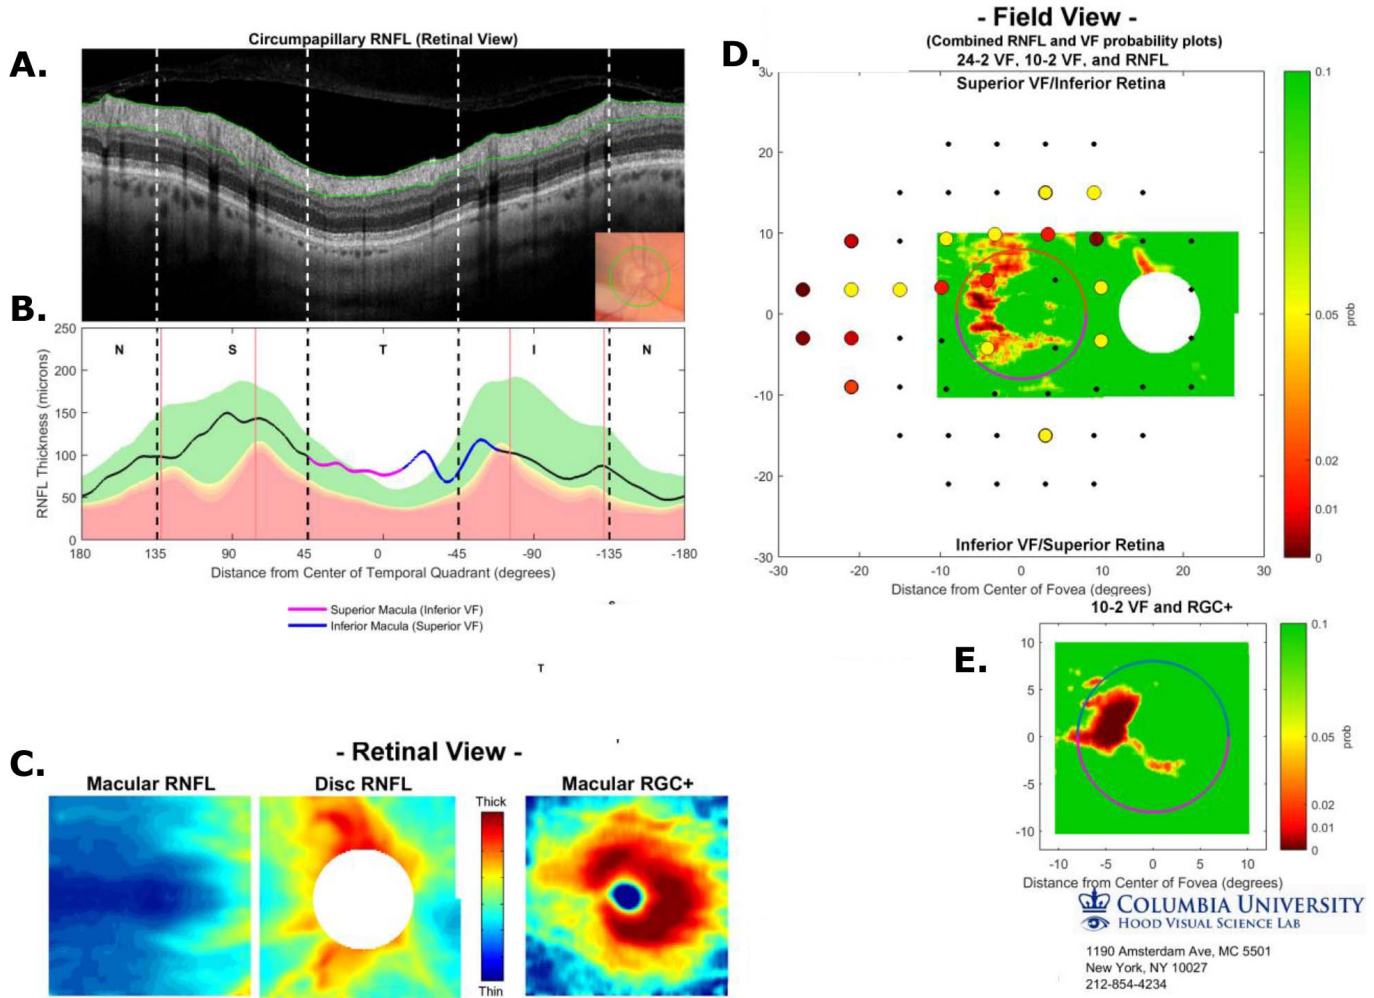 A.
Circumpapillary RNFL (Retinal View)
B.
250
200
150
100
50
0
RNFL Thickness (microns)
N
S
T
I
N
180
135
90
45
0
-45
-90
-135
-180
Distance from Center of Temporal Quadrant (degrees)
Superior Macula (Inferior VF)
Inferior Macula (Superior VF)
T
C.
- Retinal View -
Macular RNFL
Disc RNFL
Thick
Thin
Macular RGC+
D.
- Field View -
(Combined RNFL and VF probability plots)
24-2 VF, 10-2 VF, and RNFL
Superior VF/Inferior Retina
30
20
10
0
-10
-20
-30
Inferior VF/Superior Retina
-30
-20
-10
0
10
20
30
Distance from Center of Fovea (degrees)
0.1
0.05
0.02
0.01
0
prob
E.
10-2 VF and RGC+
10
5
0
-5
-10
-10
-5
0
5
10
Distance from Center of Fovea (degrees)
0.1
0.05
0.02
0.01
0
prob
COLUMBIA UNIVERSITY
HOOD VISUAL SCIENCE LAB
1190 Amsterdam Ave, MC 5501
New York, NY 10027
212-854-4234